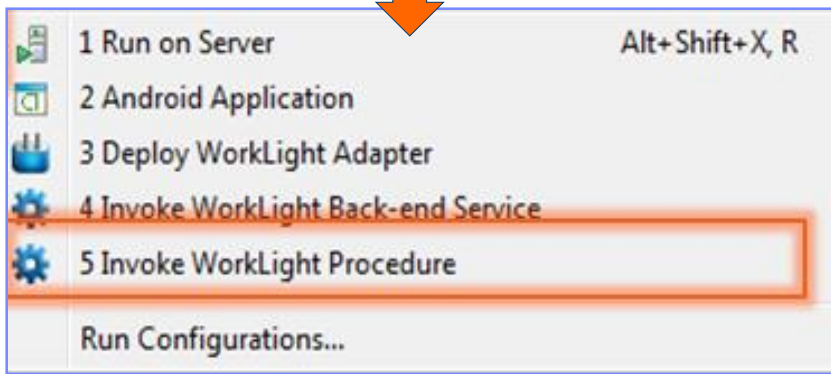 1 Run on Server Alt+Shift+X, R
2 Android Application
3 Deploy WorkLight Adapter
4 Invoke WorkLight Back-end Service
5 Invoke WorkLight Procedure
Run Configurations...